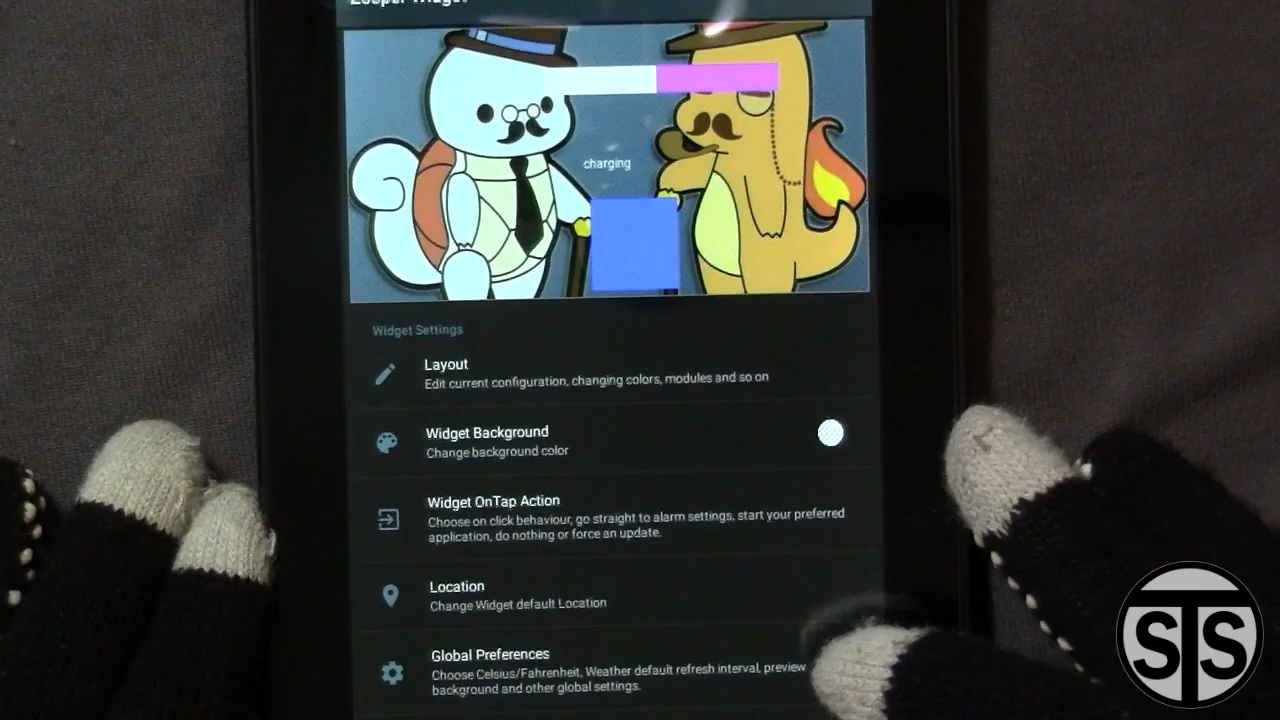 Zooper Widget
charging
Widget Settings
Layout
Edit current configuration, changing colors, modules and so on
Widget Background
Change background color
Widget OnTap Action
Choose on click behaviour, go straight to alarm settings, start your preferred
application, do nothing or force an update.
Location
Change Widget default Location
Global Preferences
Choose Celsius/Fahrenheit, Weather default refresh interval, preview
background and other global settings.
STS